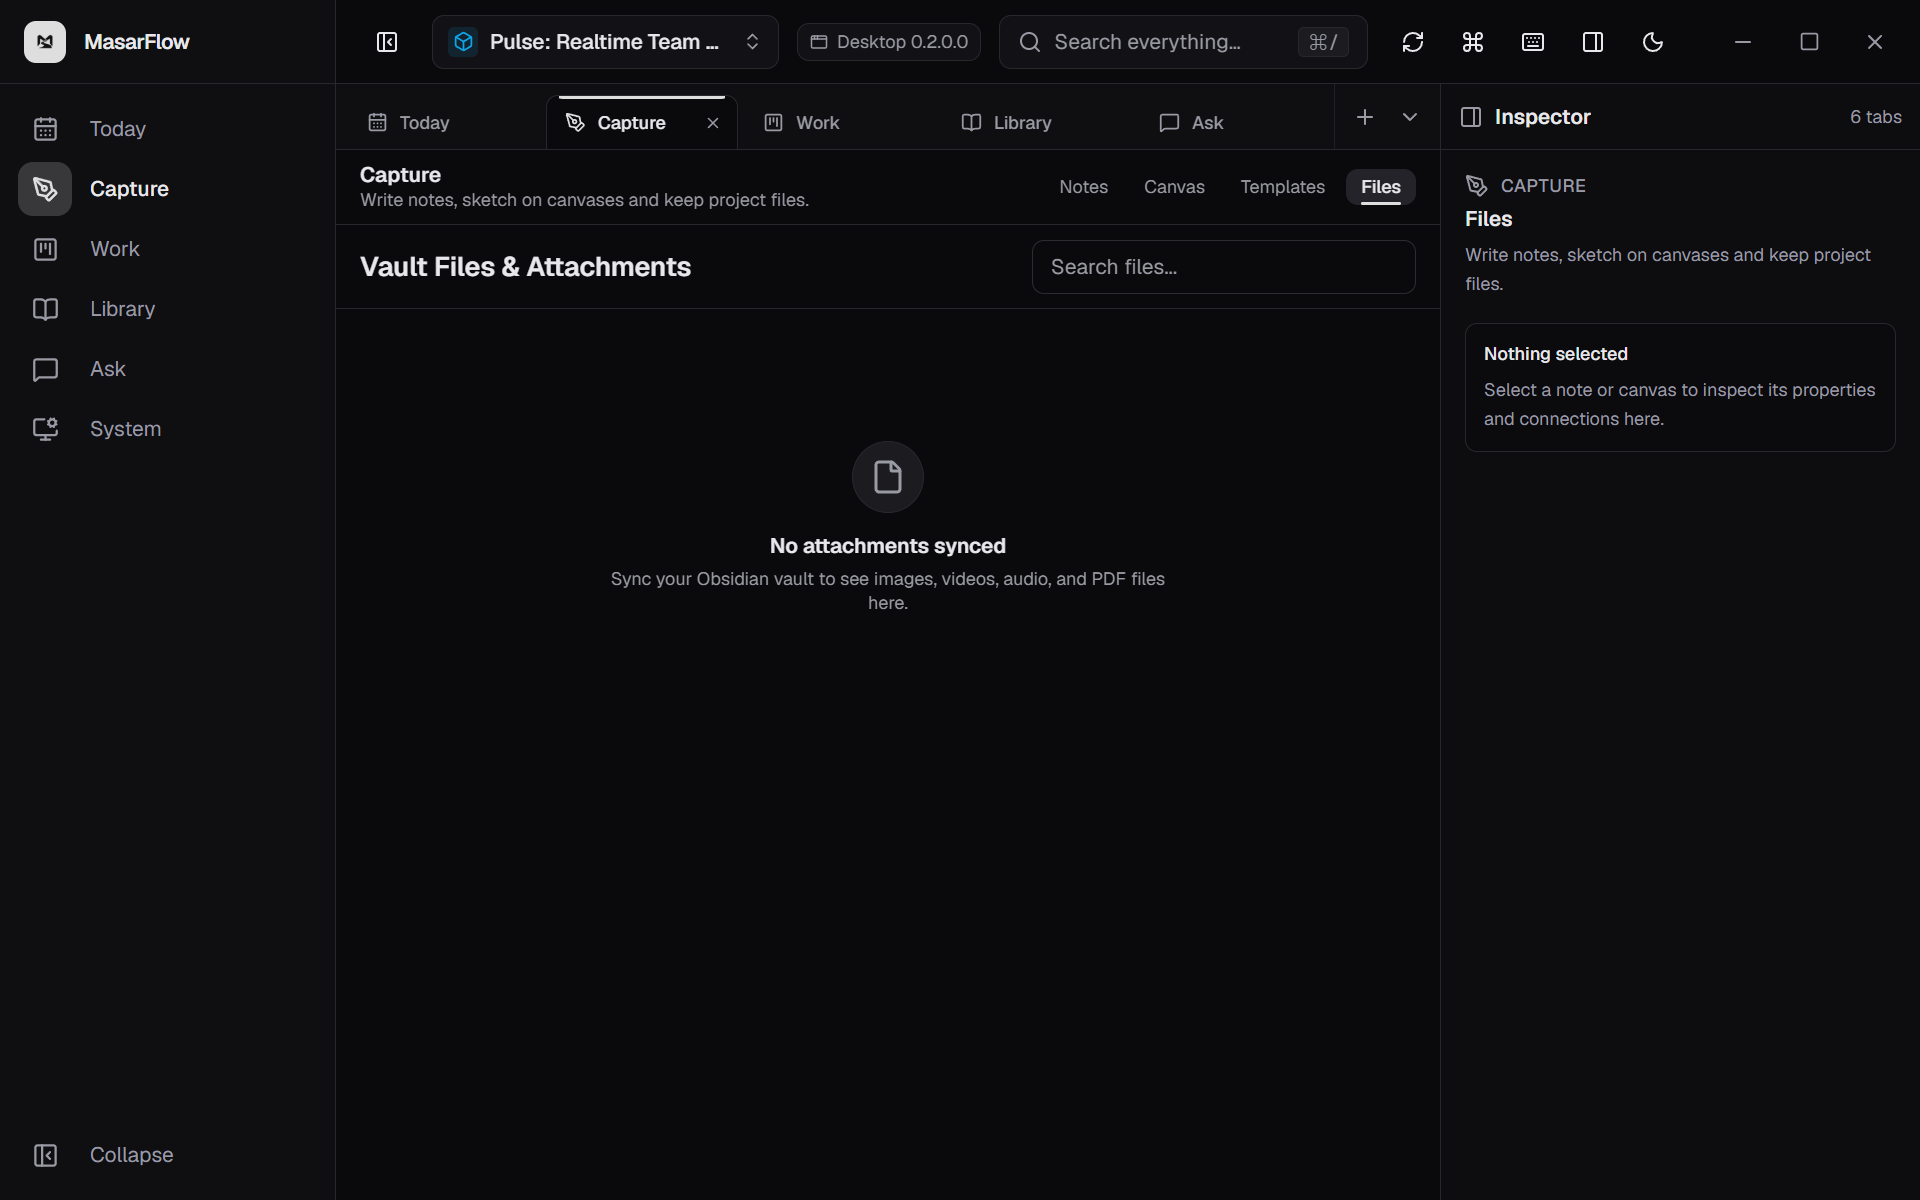 MasarFlow
Pulse: Realtime Team ...
Desktop 0.2.0.0
Search everything...
⌘/
Today
Capture
Work
Library
Ask
System
Collapse
Today
Capture
Work
Library
Ask
Capture
Write notes, sketch on canvases and keep project files.
Notes
Canvas
Templates
Files
Vault Files & Attachments
Search files...
No attachments synced
Sync your Obsidian vault to see images, videos, audio, and PDF files
here.
Inspector
6 tabs
CAPTURE
Files
Write notes, sketch on canvases and keep project
files.
Nothing selected
Select a note or canvas to inspect its properties
and connections here.